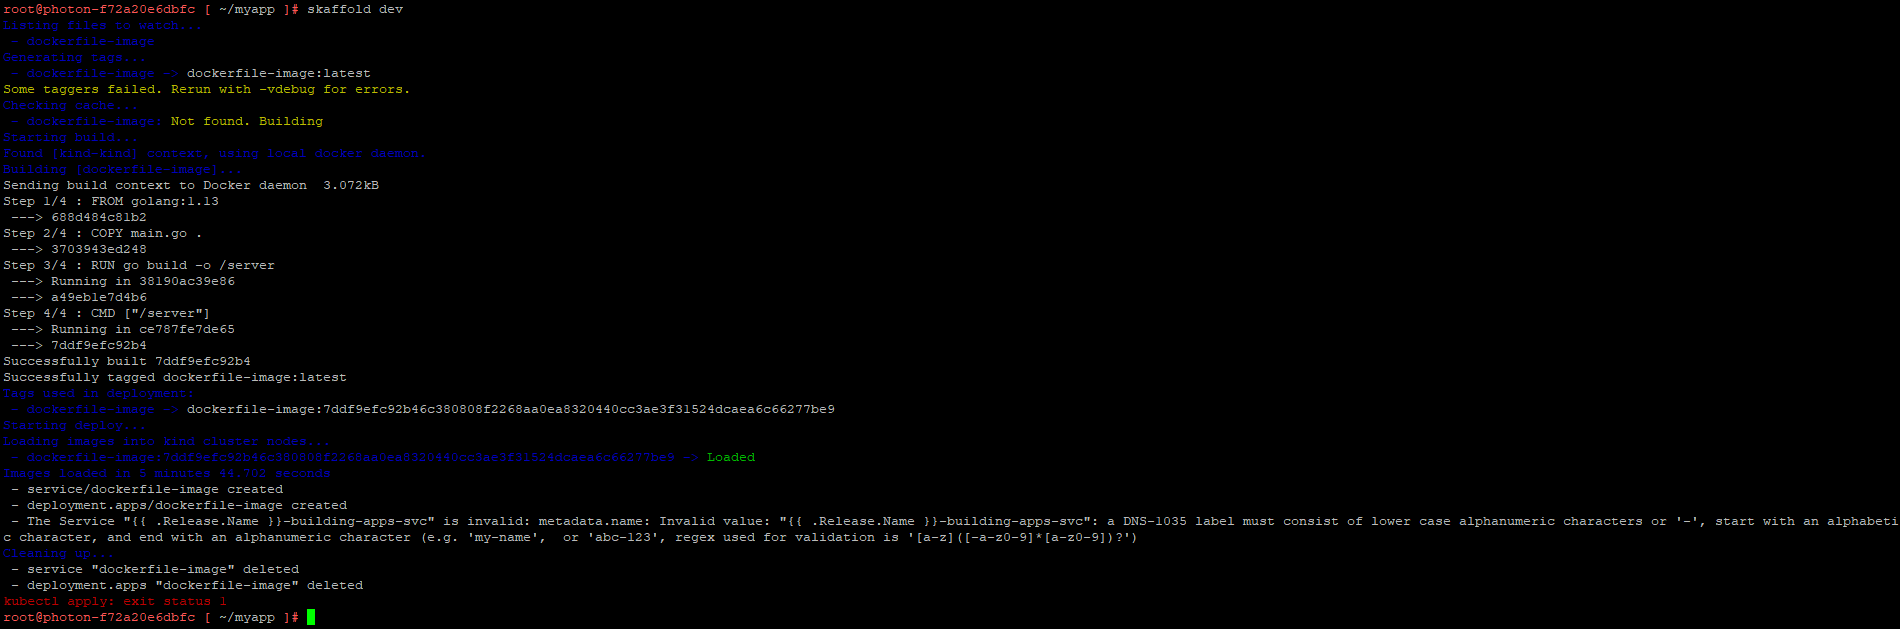 root@photon-f72a20e6dbfc [ ~/myapp ]# skaffold dev
Listing files to watch...
 - dockerfile-image
Generating tags...
 - dockerfile-image -> dockerfile-image:latest
Some taggers failed. Rerun with -vdebug for errors.
Checking cache...
 - dockerfile-image: Not found. Building
Starting build...
Found [kind-kind] context, using local docker daemon.
Building [dockerfile-image]...
Sending build context to Docker daemon  3.072kB
Step 1/4 : FROM golang:1.13
 ---> 688d484c81b2
Step 2/4 : COPY main.go .
 ---> 3703943ed248
Step 3/4 : RUN go build -o /server
 ---> Running in 38190ac39e86
 ---> a49eb1e7d4b6
Step 4/4 : CMD ["/server"]
 ---> Running in ce787fe7de65
 ---> 7ddf9efc92b4
Successfully built 7ddf9efc92b4
Successfully tagged dockerfile-image:latest
Tags used in deployment:
 - dockerfile-image -> dockerfile-image:7ddf9efc92b46c380808f2268aa0ea8320440cc3ae3f31524dcaea6c66277be9
Starting deploy...
Loading images into kind cluster nodes...
 - dockerfile-image:7ddf9efc92b46c380808f2268aa0ea8320440cc3ae3f31524dcaea6c66277be9 -> Loaded
Images loaded in 5 minutes 44.702 seconds
 - service/dockerfile-image created
 - deployment.apps/dockerfile-image created
 - The Service "{{ .Release.Name }}-building-apps-svc" is invalid: metadata.name: Invalid value: "{{ .Release.Name }}-building-apps-svc": a DNS-1035 label must consist of lower case alphanumeric characters or '-', start with an alphabeti
c character, and end with an alphanumeric character (e.g. 'my-name',  or 'abc-123', regex used for validation is '[a-z]([-a-z0-9]*[a-z0-9])?')
Cleaning up...
 - service "dockerfile-image" deleted
 - deployment.apps "dockerfile-image" deleted
kubectl apply: exit status 1
root@photon-f72a20e6dbfc [ ~/myapp ]#